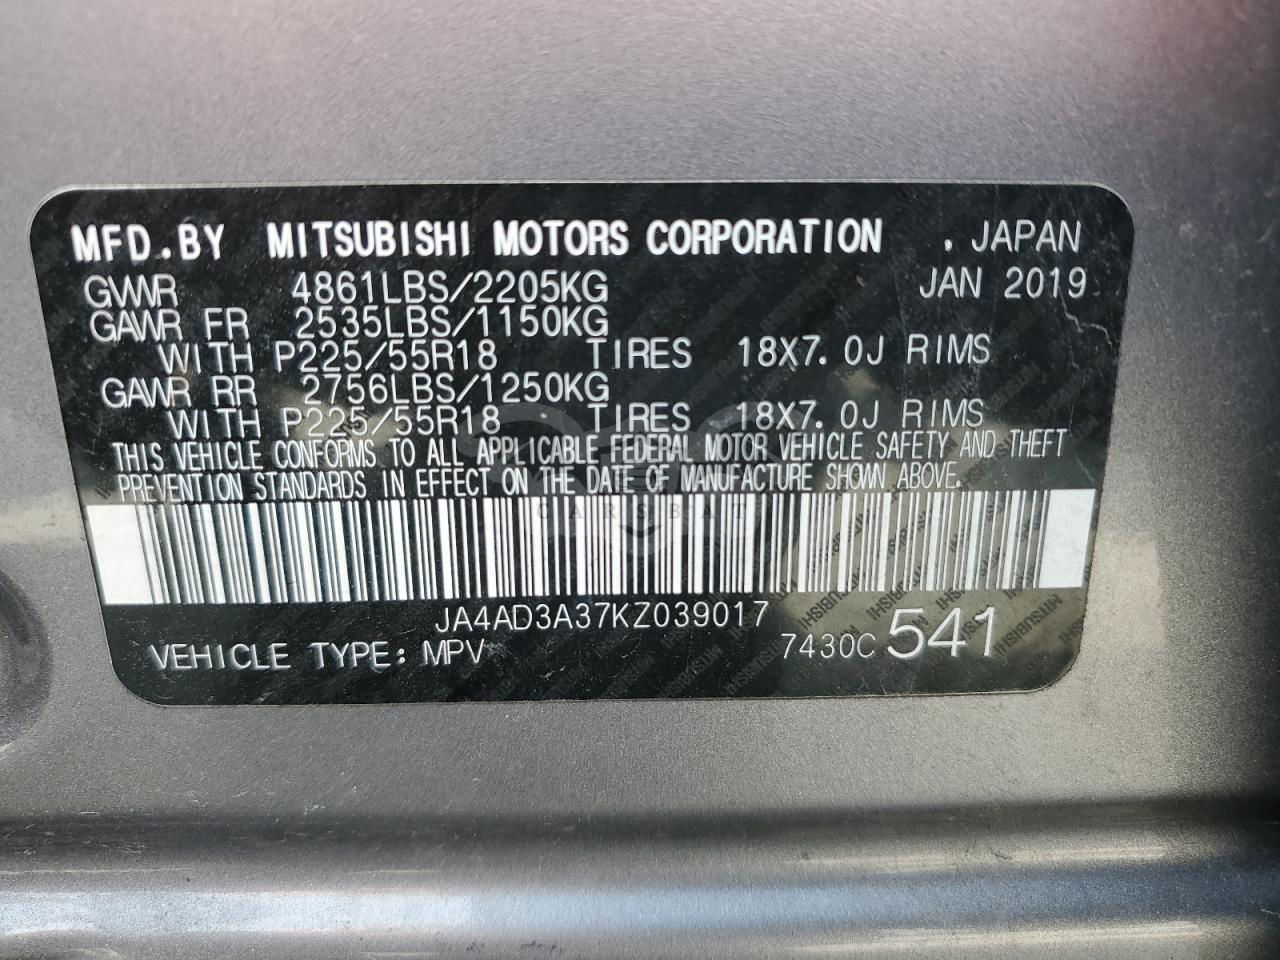 MFD.BY MITSUBISHI MOTORS CORPORATION . JAPAN
GVWR 4861LBS/2205KG JAN 2019
GAWR FR 2535LBS/1150KG
WITH P225/55R18 TIRES 18X7.0J RIMS
GAWR RR 2756LBS/1250KG
WITH P225/55R18 TIRES 18X7.0J RIMS
THIS VEHICLE CONFORMS TO ALL APPLICABLE FEDERAL MOTOR VEHICLE SAFETY AND THEFT
PREVENTION STANDARDS IN EFFECT ON THE DATE OF MANUFACTURE SHOWN ABOVE.
CARSBAT
JA4AD3A37KZ039017
VEHICLE TYPE: MPV 7430C 541